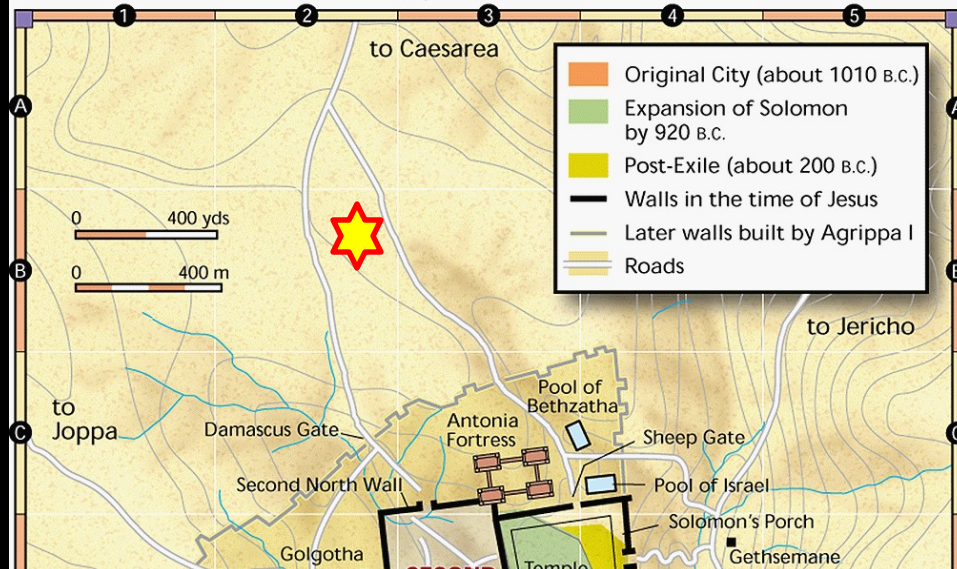 1 2 3 4 5
to Caesarea
Original City (about 1010 B.C.)
Expansion of Solomon
by 920 B.C.
Post-Exile (about 200 B.C.)
Walls in the time of Jesus
Later walls built by Agrippa I
Roads
A
A
0 400 yds
B
0 400 m
to Jericho
to
Joppa
C
Pool of
Bethzatha
Antonia
Fortress
Damascus Gate
Sheep Gate
Second North Wall
Pool of Israel
Solomon's Porch
Golgotha
Gethsemane
SECOND
Temple